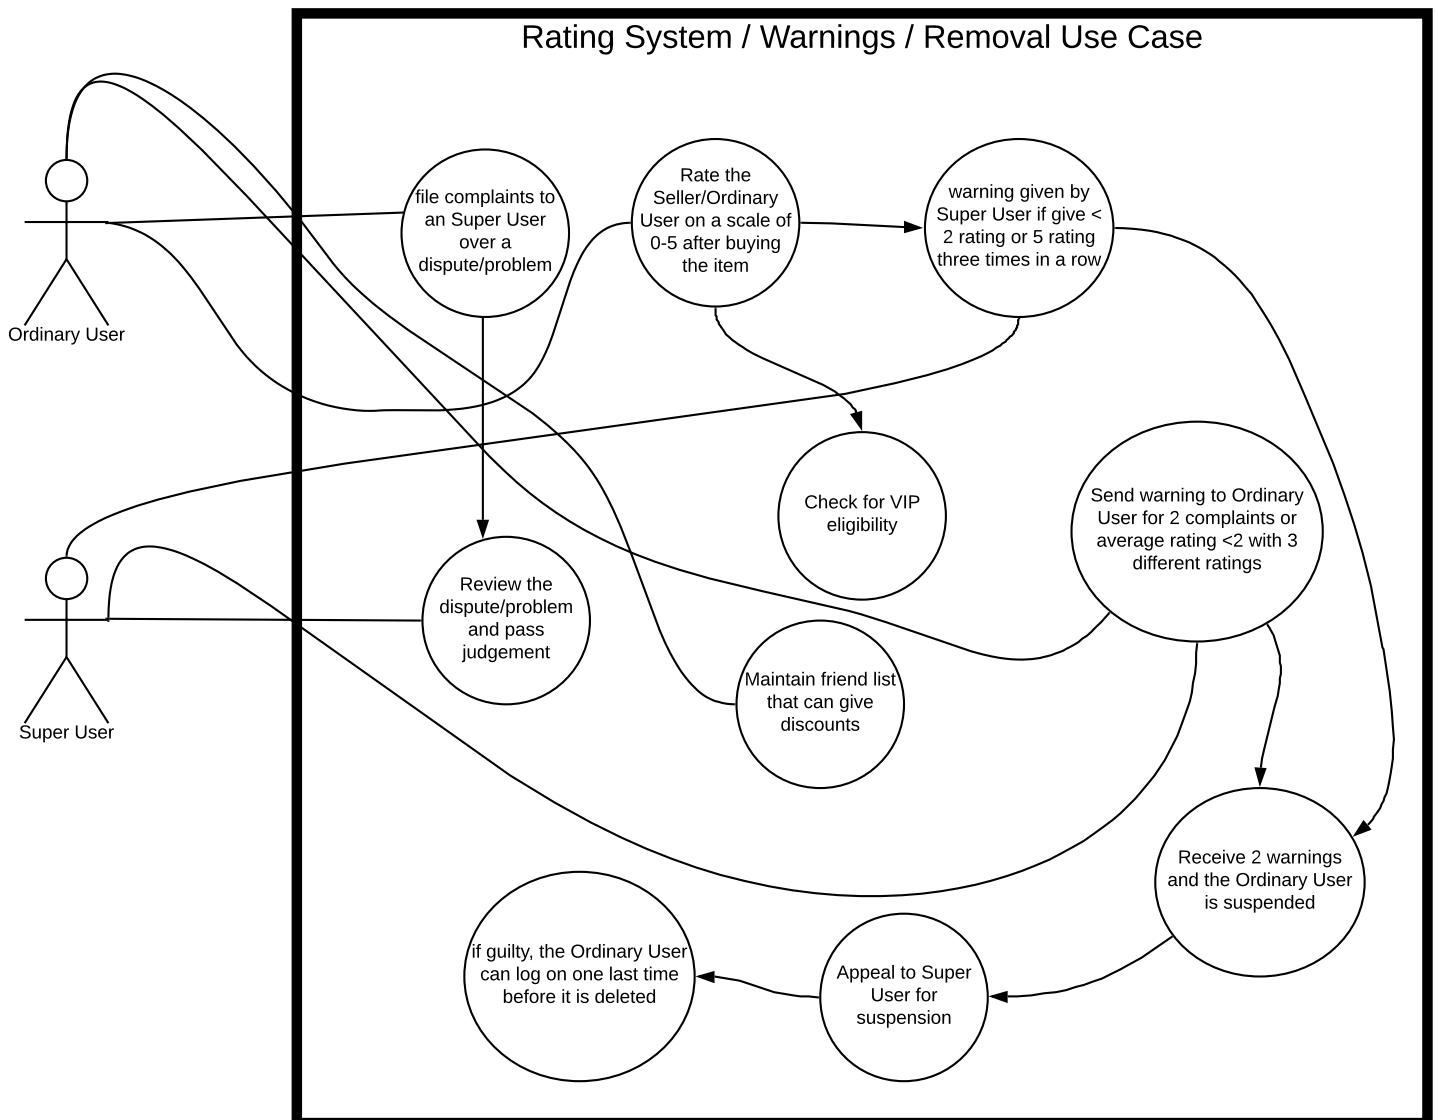 Rating System / Warnings / Removal Use Case
file complaints to
an Super User
over a
dispute/problem
Rate the
Seller/Ordinary
User on a scale of
0-5 after buying
the item
warning given by
Super User if give <
2 rating or 5 rating
three times in a row
Ordinary User
Check for VIP
eligibility
Send warning to Ordinary
User for 2 complaints or
average rating <2 with 3
different ratings
Review the
dispute/problem
and pass
judgement
Super User
Maintain friend list
that can give
discounts
Receive 2 warnings
and the Ordinary User
is suspended
if guilty, the Ordinary User
can log on one last time
before it is deleted
Appeal to Super
User for
suspension